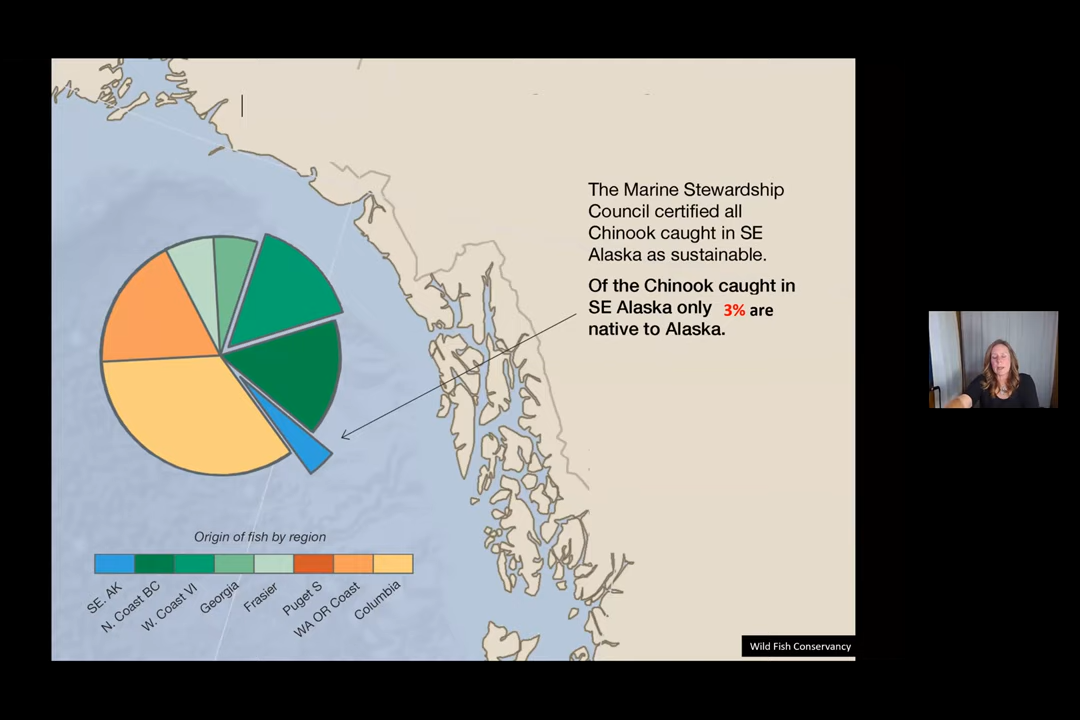 The Marine Stewardship
Council certified all
Chinook caught in SE
Alaska as sustainable.
Of the Chinook caught in
SE Alaska only 3% are
native to Alaska.
Origin of fish by region
SE. AK
N. Coast BC
W. Coast VI
Georgia
Frasier
Puget S
WA OR Coast
Columbia
Wild Fish Conservancy